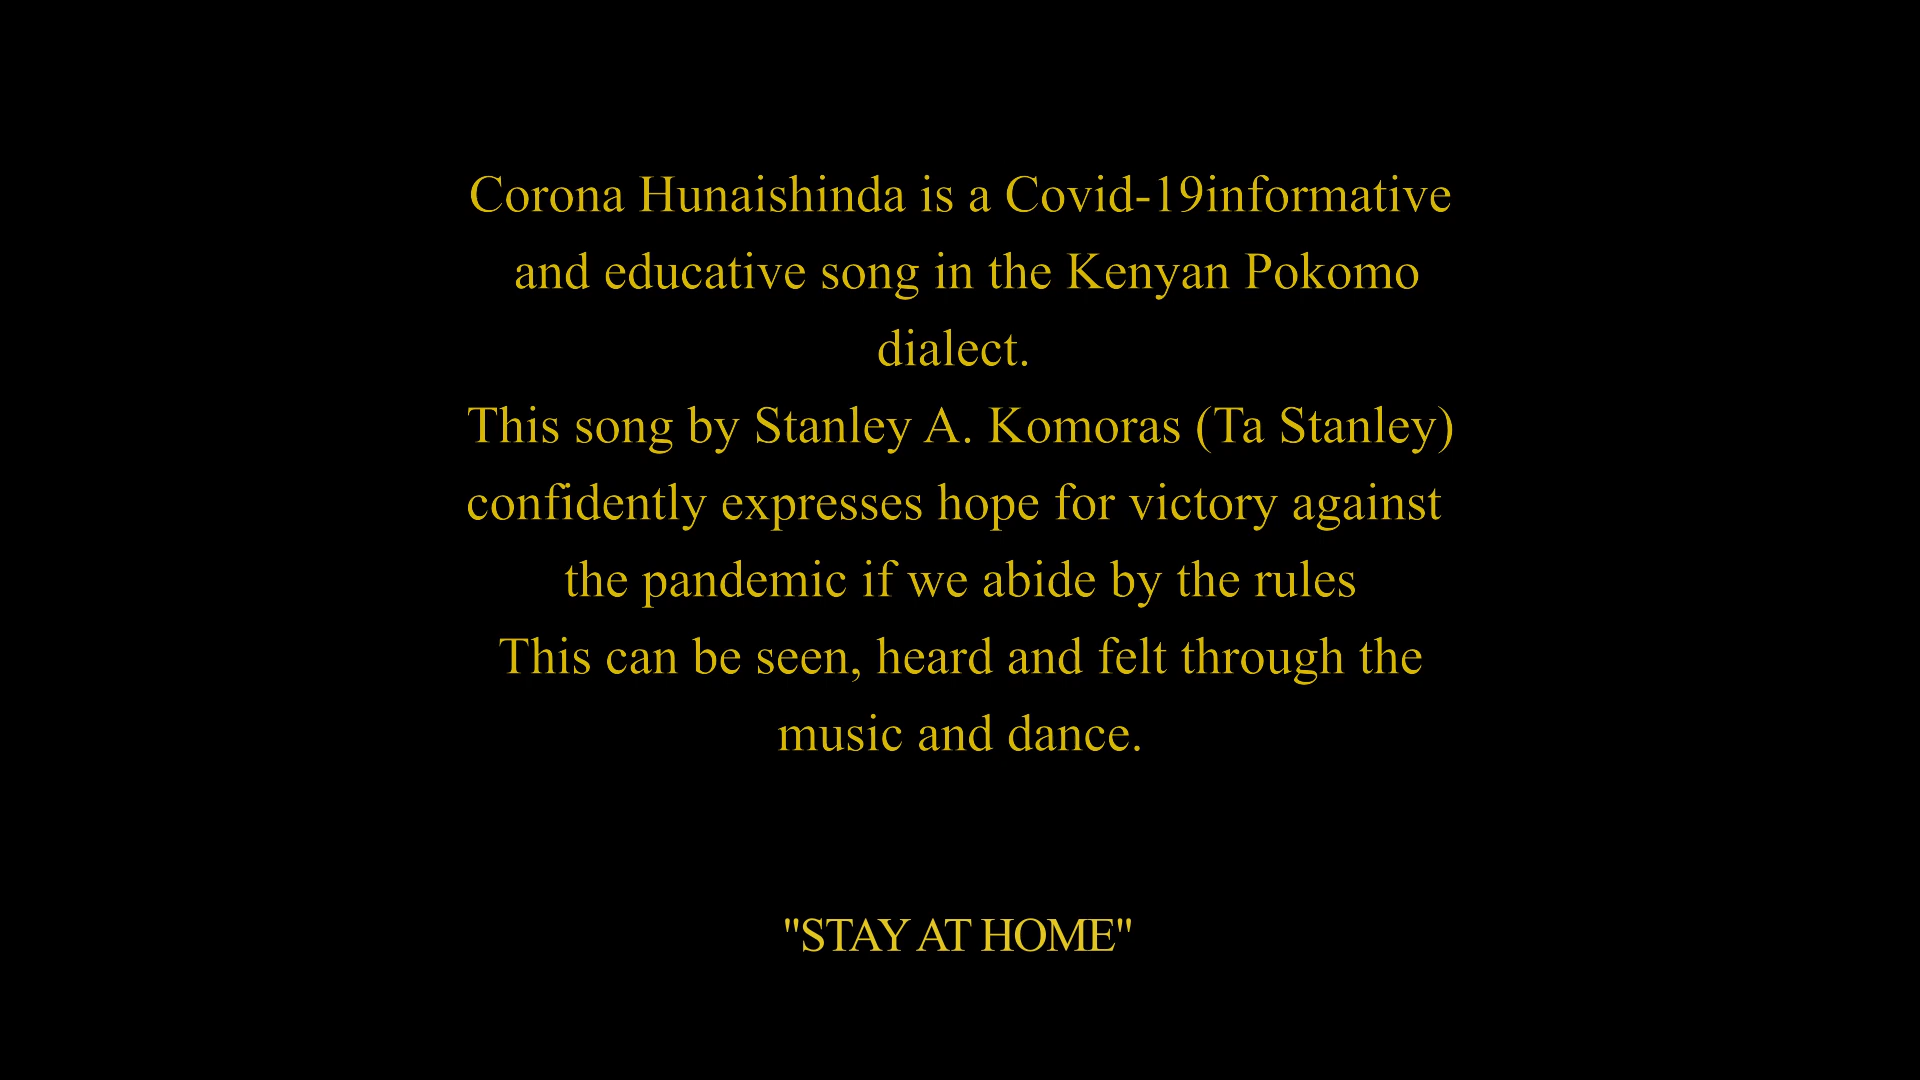 Corona Hunaishinda is a Covid-19informative
and educative song in the Kenyan Pokomo
dialect.
This song by Stanley A. Komoras (Ta Stanley)
confidently expresses hope for victory against
the pandemic if we abide by the rules
This can be seen, heard and felt through the
music and dance.
"STAY AT HOME"